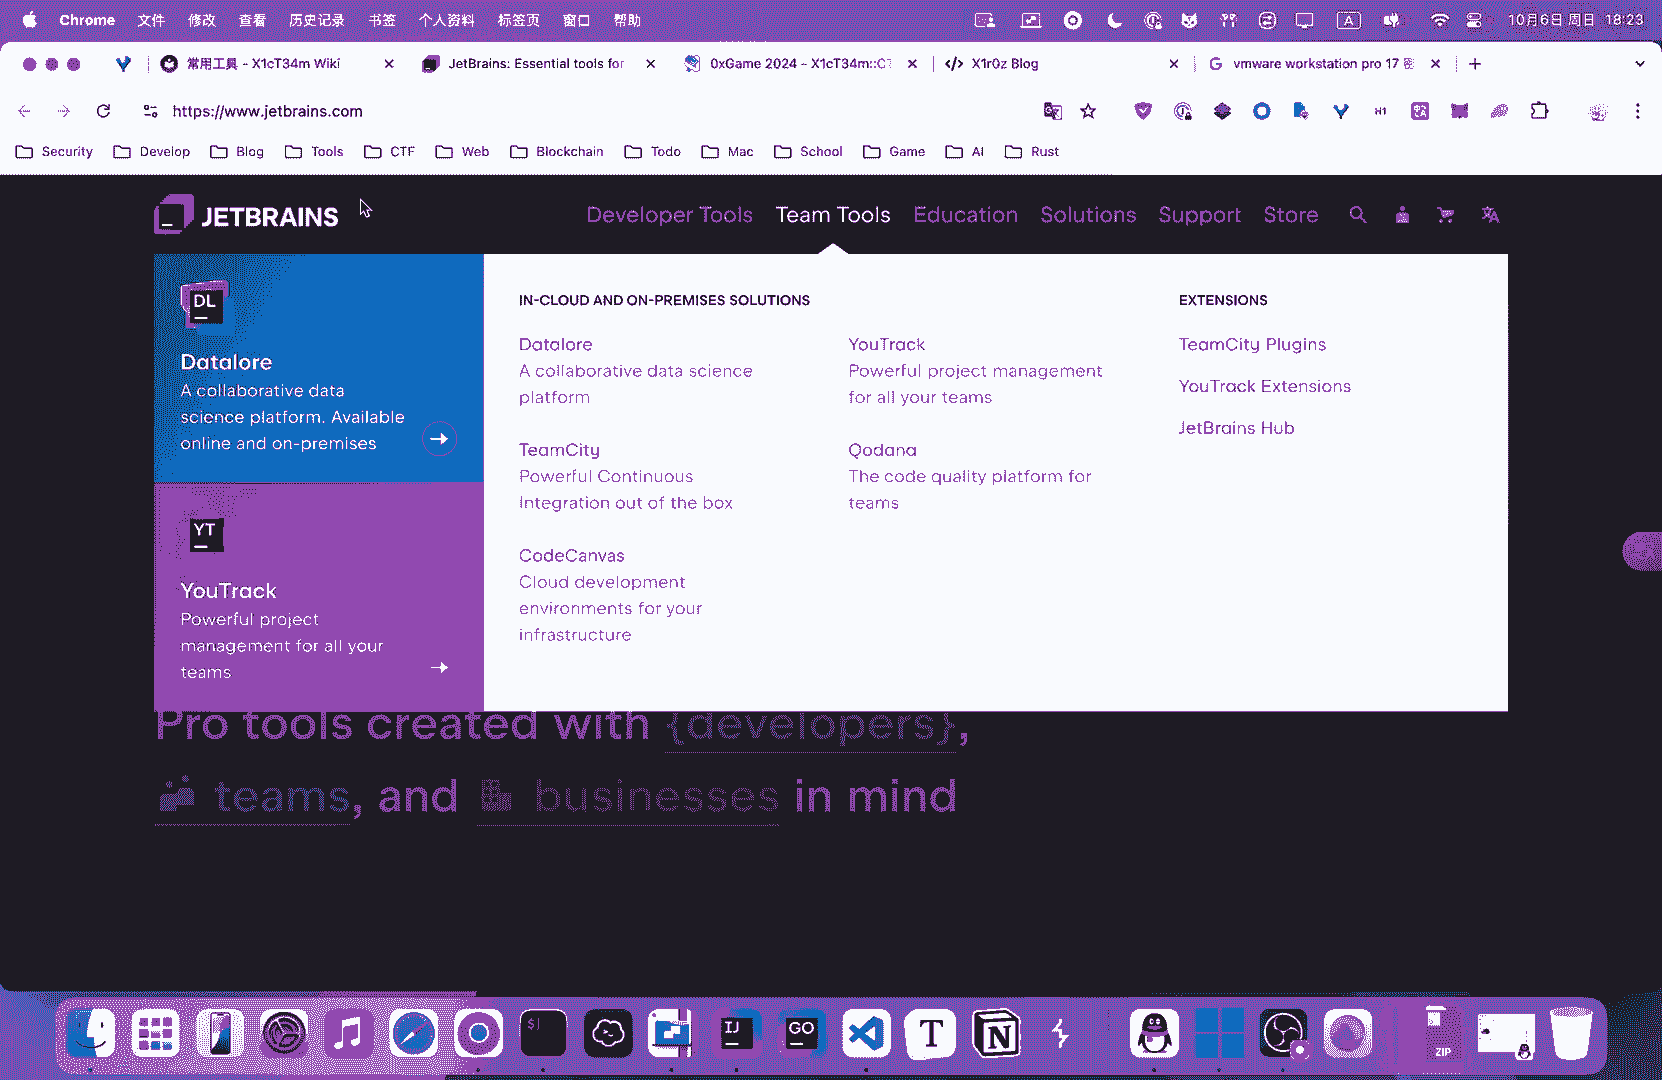 Chrome 文件 修改 查看 历史记录 书签 个人资料 标签页 窗口 帮助 A 10月6日 周日 18:23
常用工具 - X1cT34m Wiki JetBrains: Essential tools for 0xGame 2024 - X1cT34m::CT X1r0z Blog vmware workstation pro 17
https://www.jetbrains.com
Security Develop Blog Tools CTF Web Blockchain Todo Mac School Game AI Rust
JETBRAINS Developer Tools Team Tools Education Solutions Support Store
DL
Datalore
A collaborative data
science platform. Available
online and on-premises
YT
YouTrack
Powerful project
management for all your
teams
IN-CLOUD AND ON-PREMISES SOLUTIONS
Datalore
A collaborative data science
platform
TeamCity
Powerful Continuous
Integration out of the box
CodeCanvas
Cloud development
environments for your
infrastructure
YouTrack
Powerful project management
for all your teams
Qodana
The code quality platform for
teams
EXTENSIONS
TeamCity Plugins
YouTrack Extensions
JetBrains Hub
Pro tools created with {developers},
teams, and businesses in mind
$| IJ GO T N ZIP